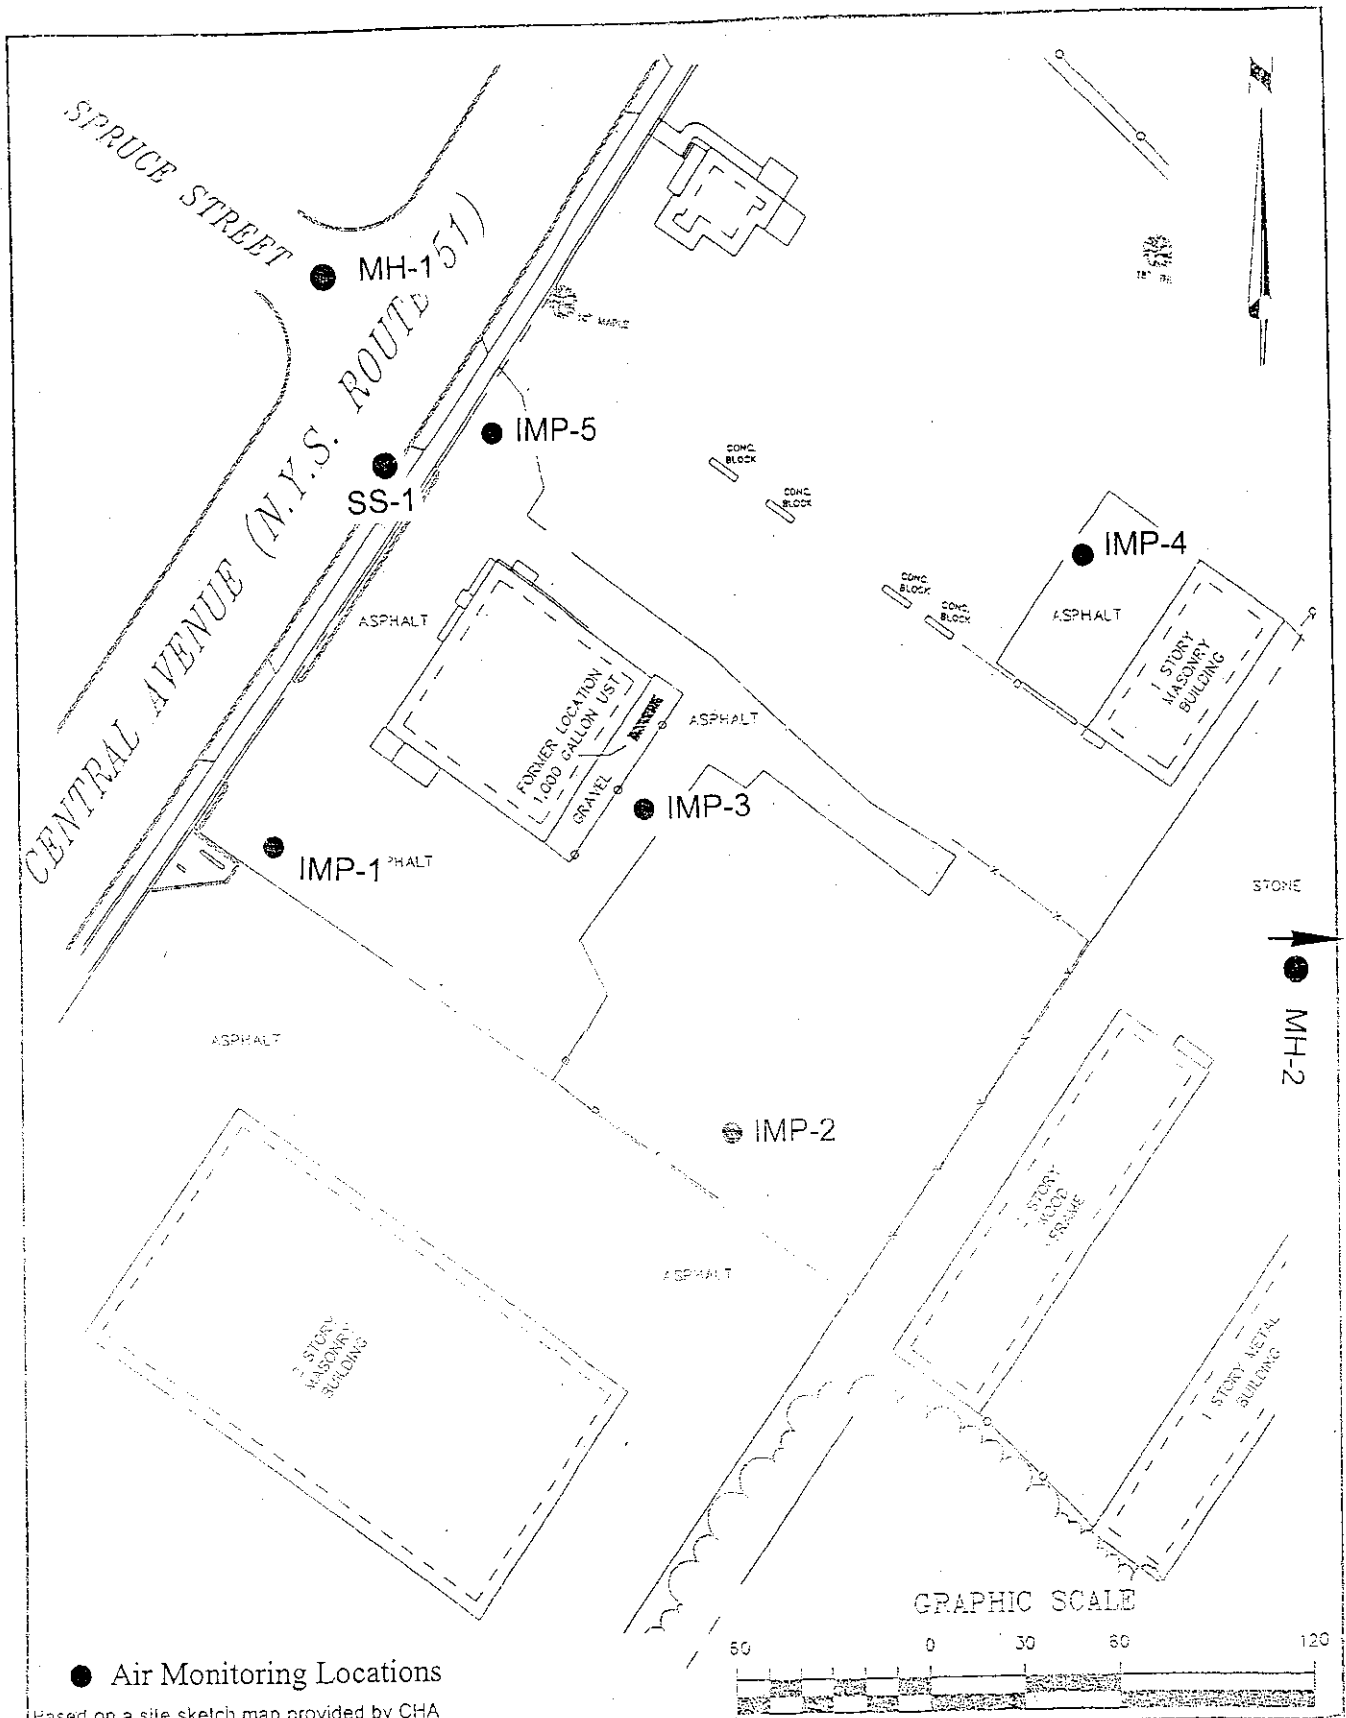 SPRUCE STREET
MH-1
CENTRAL AVENUE (N.Y.S. ROUTE 51)
MAPLE
IMP-5
SS-1
CONC.
BLOCK
CONC.
BLOCK
IMP-4
CONC.
BLOCK
CONC.
BLOCK
ASPHALT
ASPHALT
1 STORY
MASONRY
BUILDING
FORMER LOCATION
1,000 GALLON UST
GRAVEL
ASPHALT
IMP-3
IMP-1
PHALT
STONE
MH-2
ASPHALT
IMP-2
1 STORY
WOOD
FRAME
ASPHALT
STORY
MASONRY
BUILDING
1 STORY METAL
BUILDING
GRAPHIC SCALE
60 0 30 60 120
Air Monitoring Locations
Based on a site sketch map provided by CHA